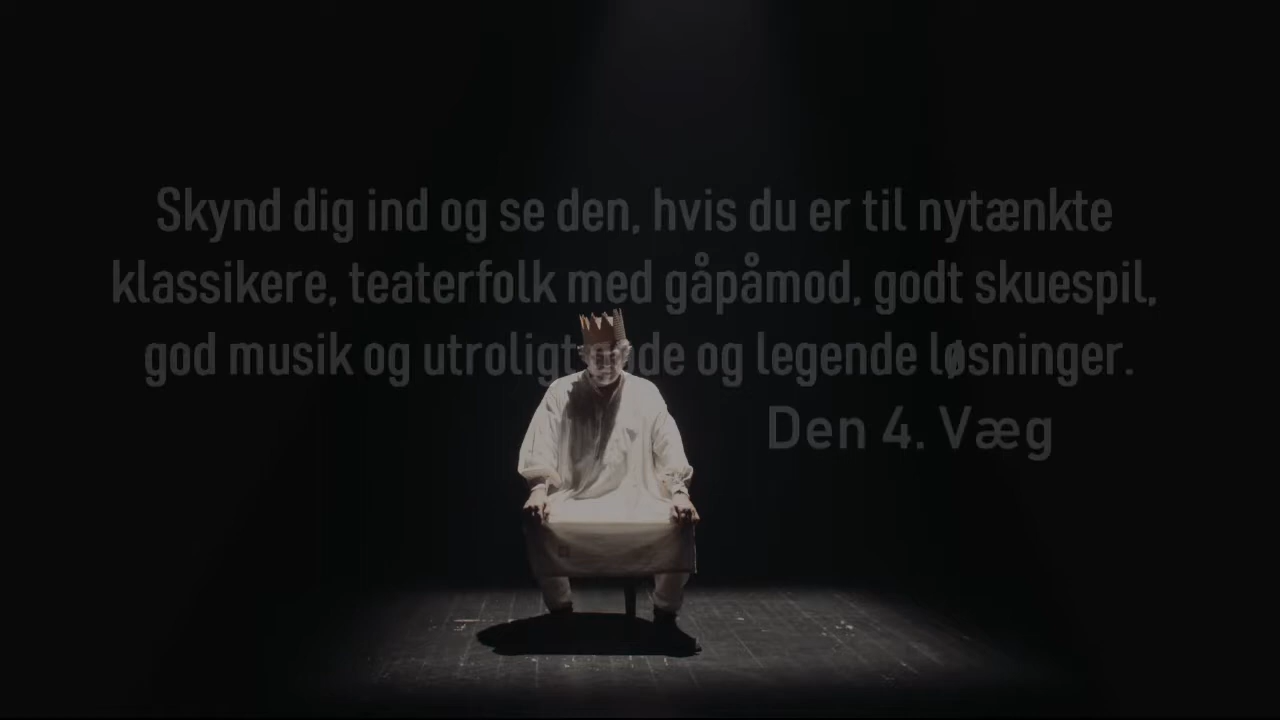 Skynd dig ind og se den, hvis du er til nytænkte
klassikere, teaterfolk med gåpåmod, godt skuespil,
god musik og utroligt de og legende løsninger.
Den 4. Væg